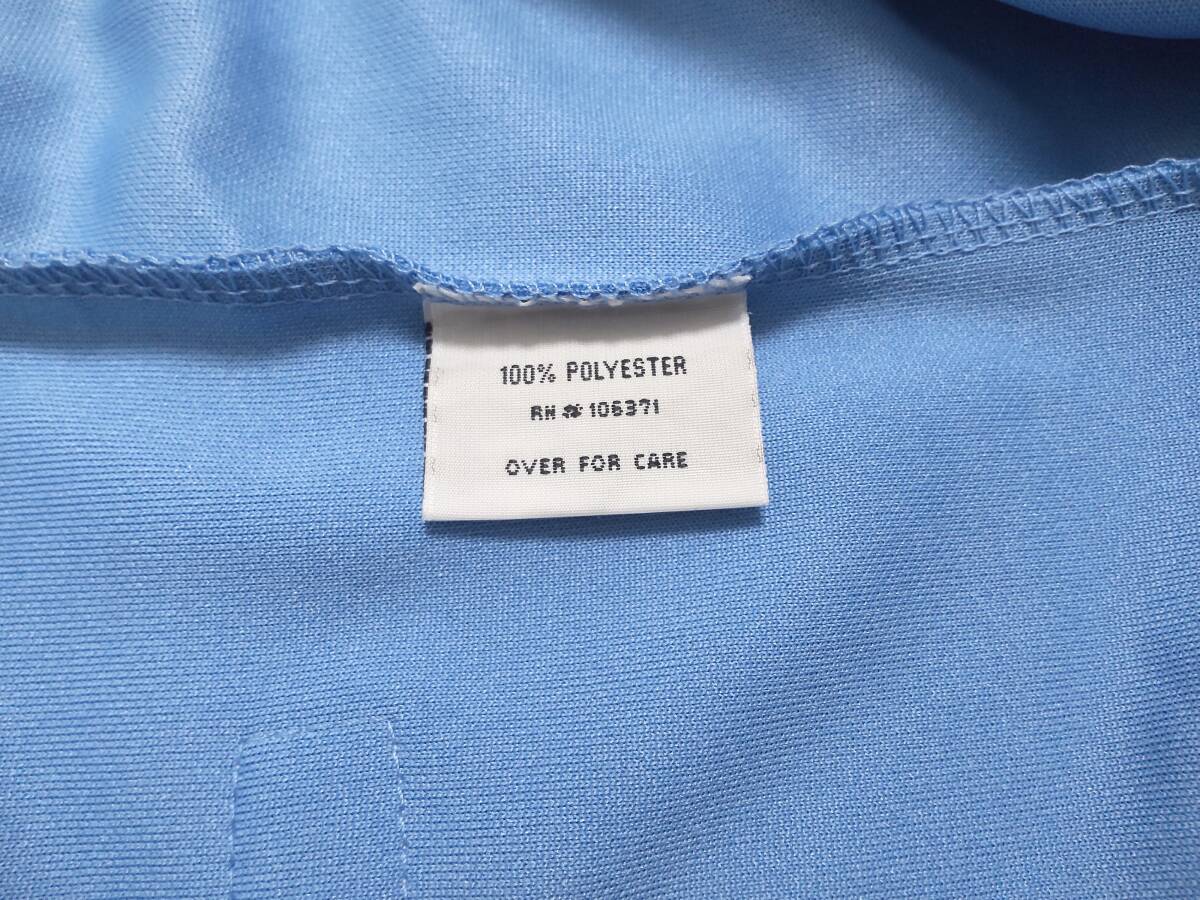 100% POLYESTER
RN # 106371
OVER FOR CARE